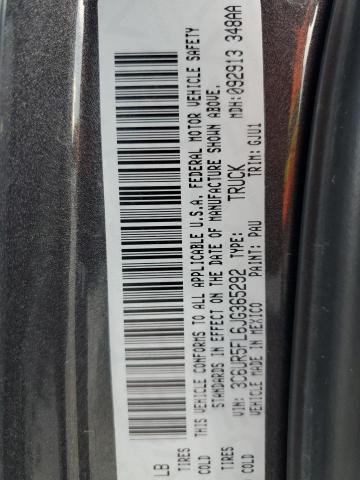 LB
TIRES
COLD
THIS VEHICLE CONFORMS TO ALL APPLICABLE U.S.A. FEDERAL MOTOR VEHICLE SAFETY
STANDARDS IN EFFECT ON THE DATE OF MANUFACTURE SHOWN ABOVE.
VIN: 3C6UR5FL6JG365292 TYPE: TRUCK MDH: 092913 348AA
VEHICLE MADE IN MEXICO PAINT: PAU TRIM: GJU1
TIRES
COLD